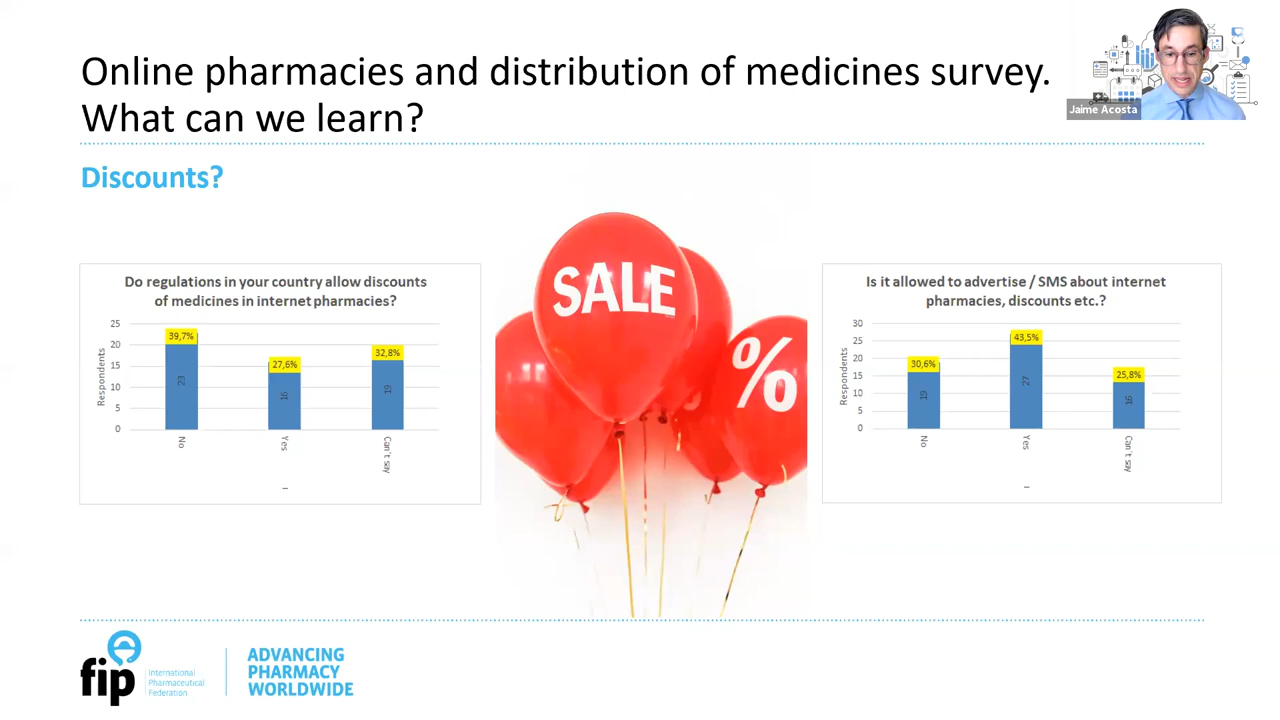 Online pharmacies and distribution of medicines survey.
What can we learn?
Jaime Acosta
Discounts?
Do regulations in your country allow discounts
of medicines in internet pharmacies?
25
20
15
10
5
0
Respondents
39,7%
23
27,6%
16
32,8%
19
No
Yes
Can't say
SALE
%
Is it allowed to advertise / SMS about internet
pharmacies, discounts etc.?
30
25
20
15
10
5
0
Respondents
30,6%
19
43,5%
27
25,8%
16
No
Yes
Can't say
fip
International
Pharmaceutical
Federation
ADVANCING
PHARMACY
WORLDWIDE